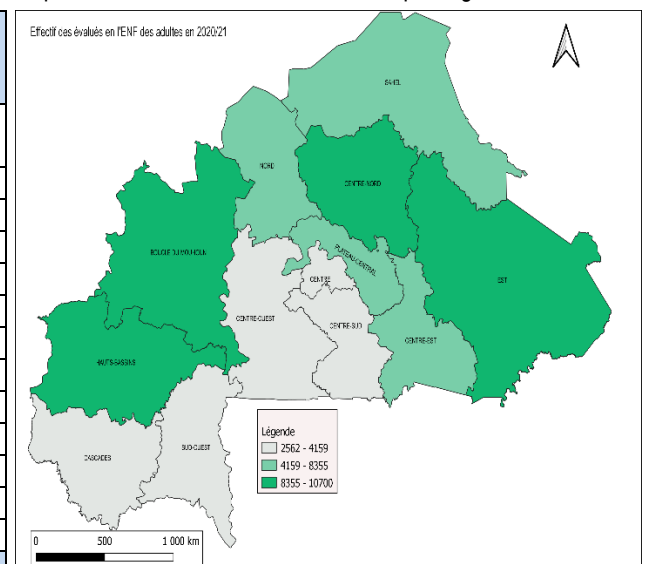 Effectif des évalués en l'ENF des adultes en 2020/21
SAHEL
NORD
CENTRE-NORD
BOUCLE DU MOUHOUN
PLATEAU-CENTRAL
EST
CENTRE
CENTRE-OUEST
CENTRE-SUD
CENTRE-EST
HAUTS-BASSINS
SUD-OUEST
CASCADES
Légende
2562 - 4159
4159 - 8355
8355 - 10700
0 500 1 000 km